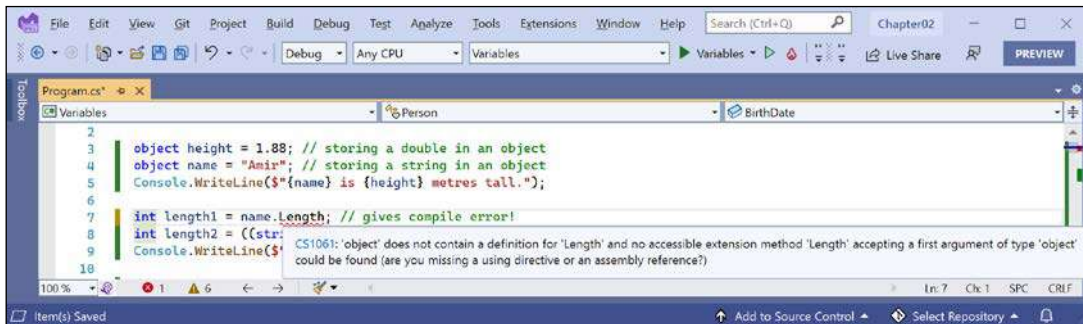 File Edit View Git Project Build Debug Test Analyze Tools Extensions Window Help Search (Ctrl+Q) Chapter02
Debug Any CPU Variables Variables Live Share PREVIEW
Toolbox
Program.cs*
Variables Person BirthDate
2
3 object height = 1.88; // storing a double in an object
4 object name = "Amir"; // storing a string in an object
5 Console.WriteLine($"{name} is {height} metres tall.");
6
7 int length1 = name.Length; // gives compile error!
8 int length2 = ((str
9 Console.WriteLine($"
10
CS1061: 'object' does not contain a definition for 'Length' and no accessible extension method 'Length' accepting a first argument of type 'object'
could be found (are you missing a using directive or an assembly reference?)
100 % 1 6 Ln: 7 Ch: 1 SPC CRLF
Item(s) Saved Add to Source Control Select Repository